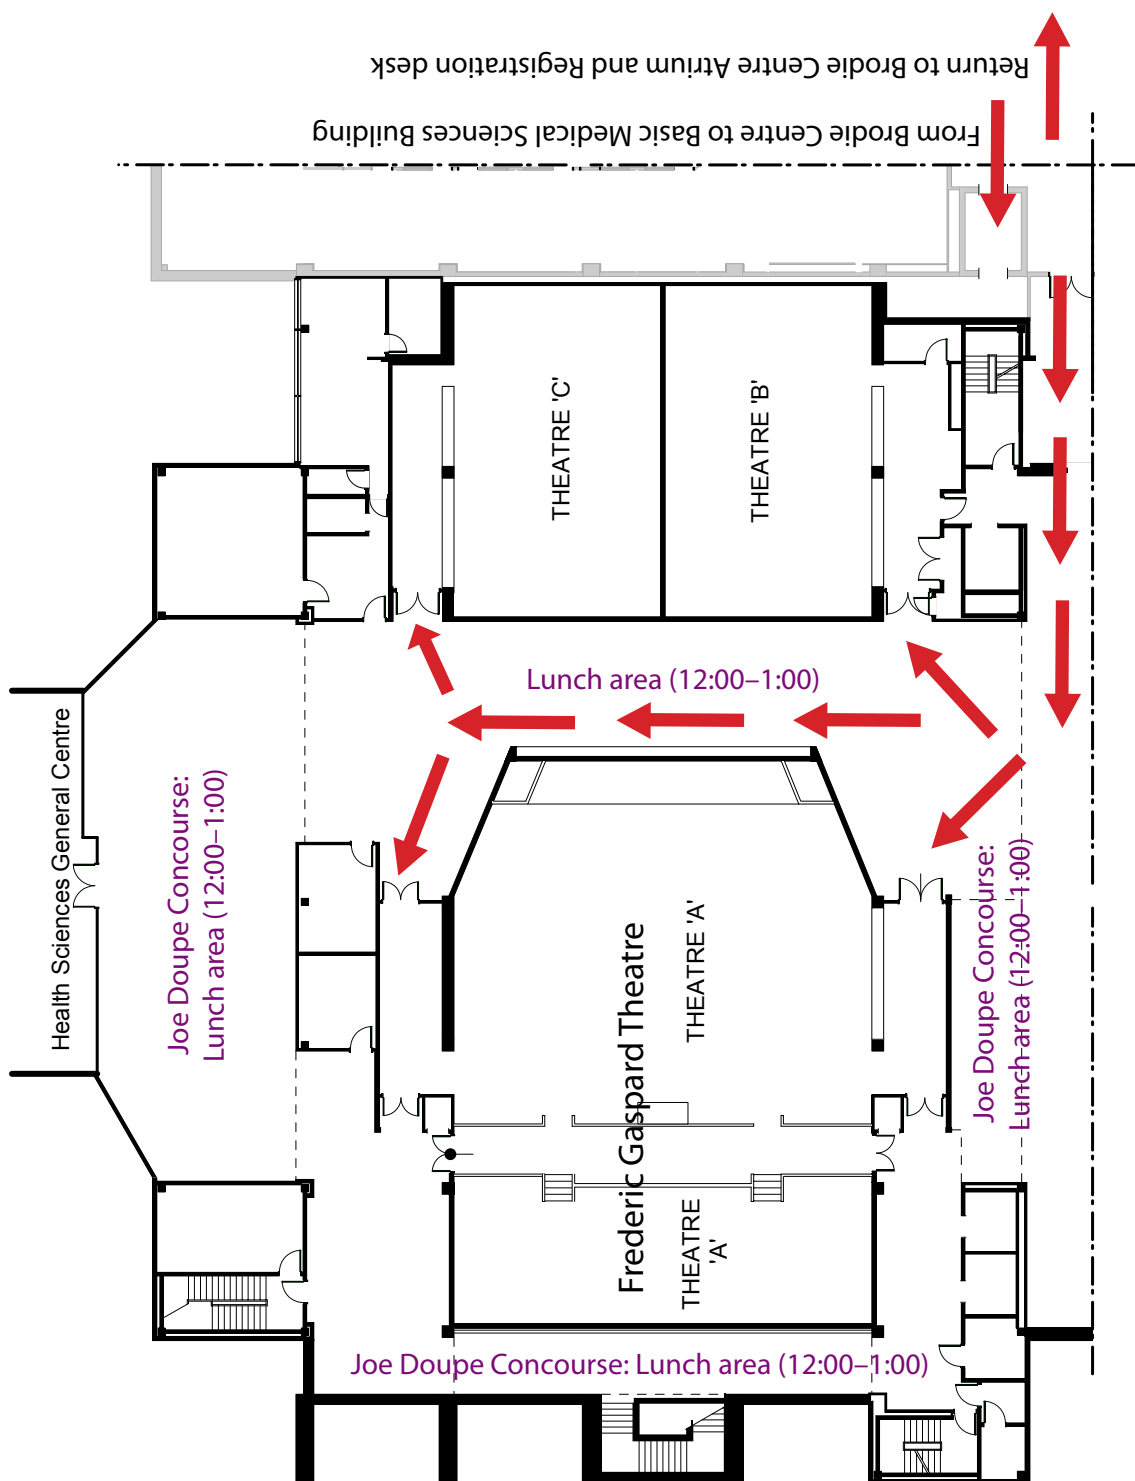 Return to Brodie Centre Atrium and Registration desk
From Brodie Centre to Basic Medical Sciences Building
THEATRE 'C'
THEATRE 'B'
Lunch area (12:00–1:00)
Health Sciences General Centre
Joe Doupe Concourse:
Lunch area (12:00–1:00)
Frederic Gaspard Theatre
THEATRE 'A'
Joe Doupe Concourse:
Lunch area (12:00–1:00)
THEATRE
'A'
Joe Doupe Concourse: Lunch area (12:00–1:00)